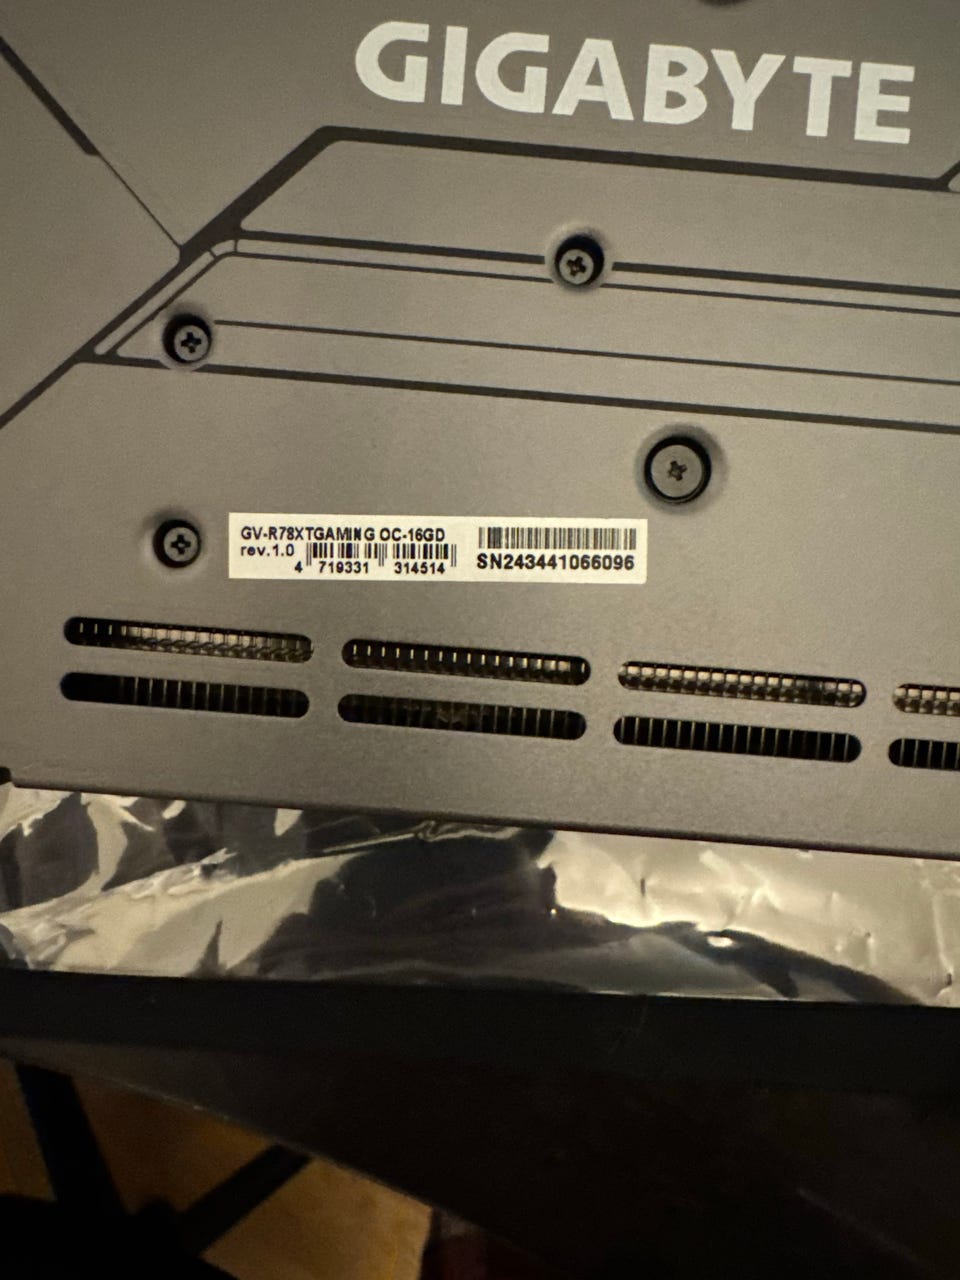 GIGABYTE
GV-R78XTGAMING OC-16GD
rev.1.0
4 719331 314514
SN243441066096